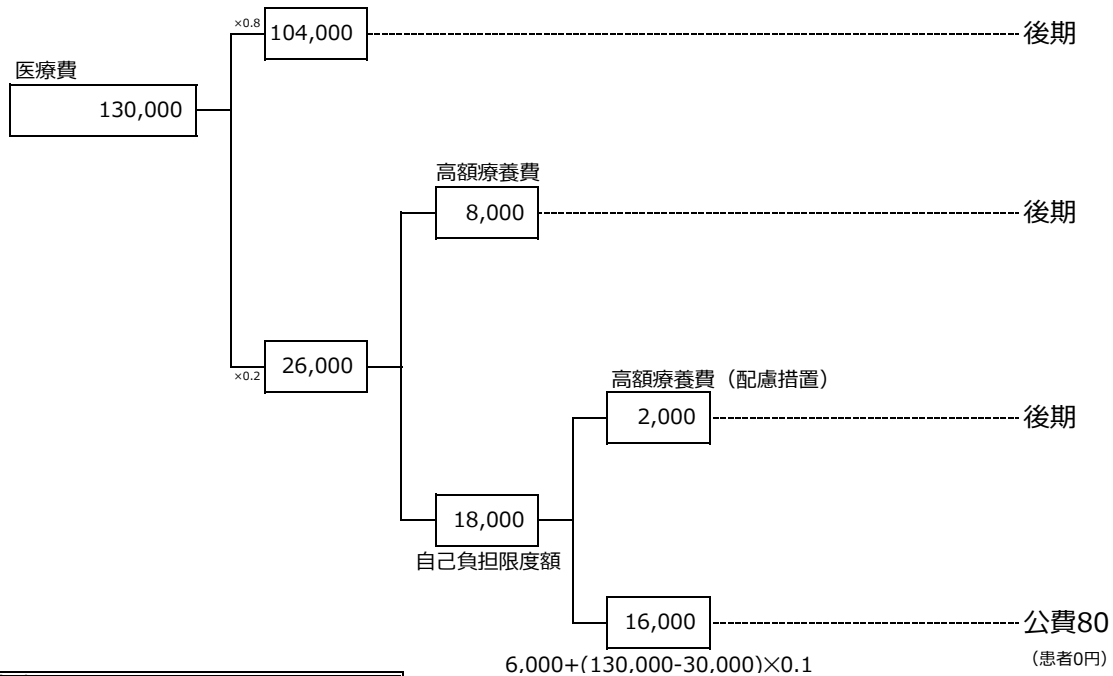 ×0.8
104,000
後期
医療費
130,000
高額療養費
8,000
後期
26,000
×0.2
高額療養費（配慮措置）
2,000
後期
18,000
自己負担限度額
16,000
公費80
6,000+(130,000-30,000)×0.1
（患者0円）